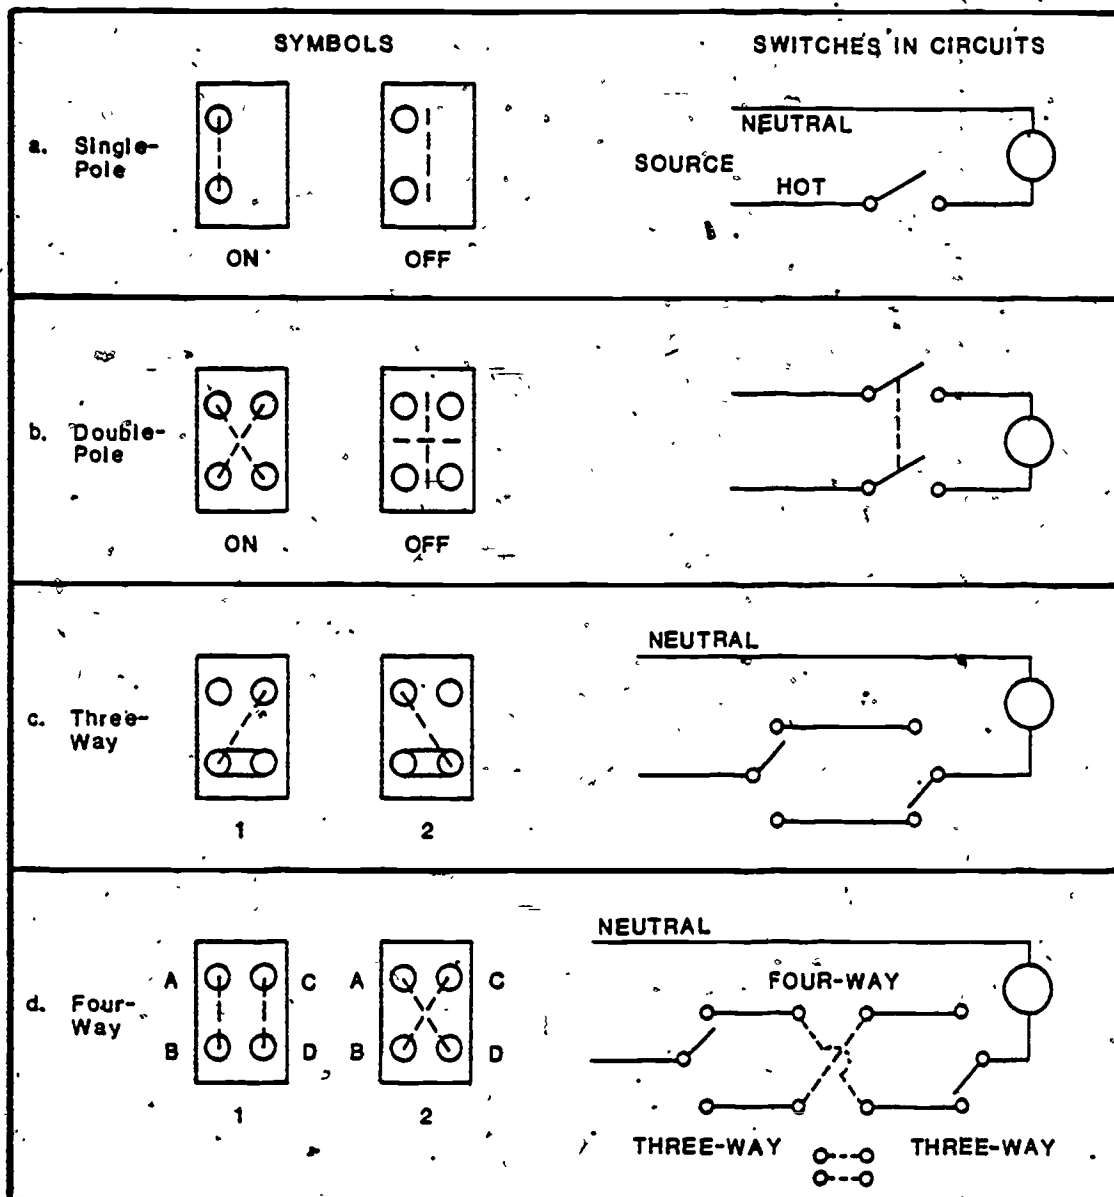 SYMBOLS
SWITCHES IN CIRCUITS
a. Single-
Pole
ON
OFF
NEUTRAL
SOURCE
HOT
b. Double-
Pole
ON
OFF
c. Three-
Way
1
2
NEUTRAL
d. Four-
Way
A
C
B
D
1
A
C
B
D
2
NEUTRAL
FOUR-WAY
THREE-WAY
THREE-WAY